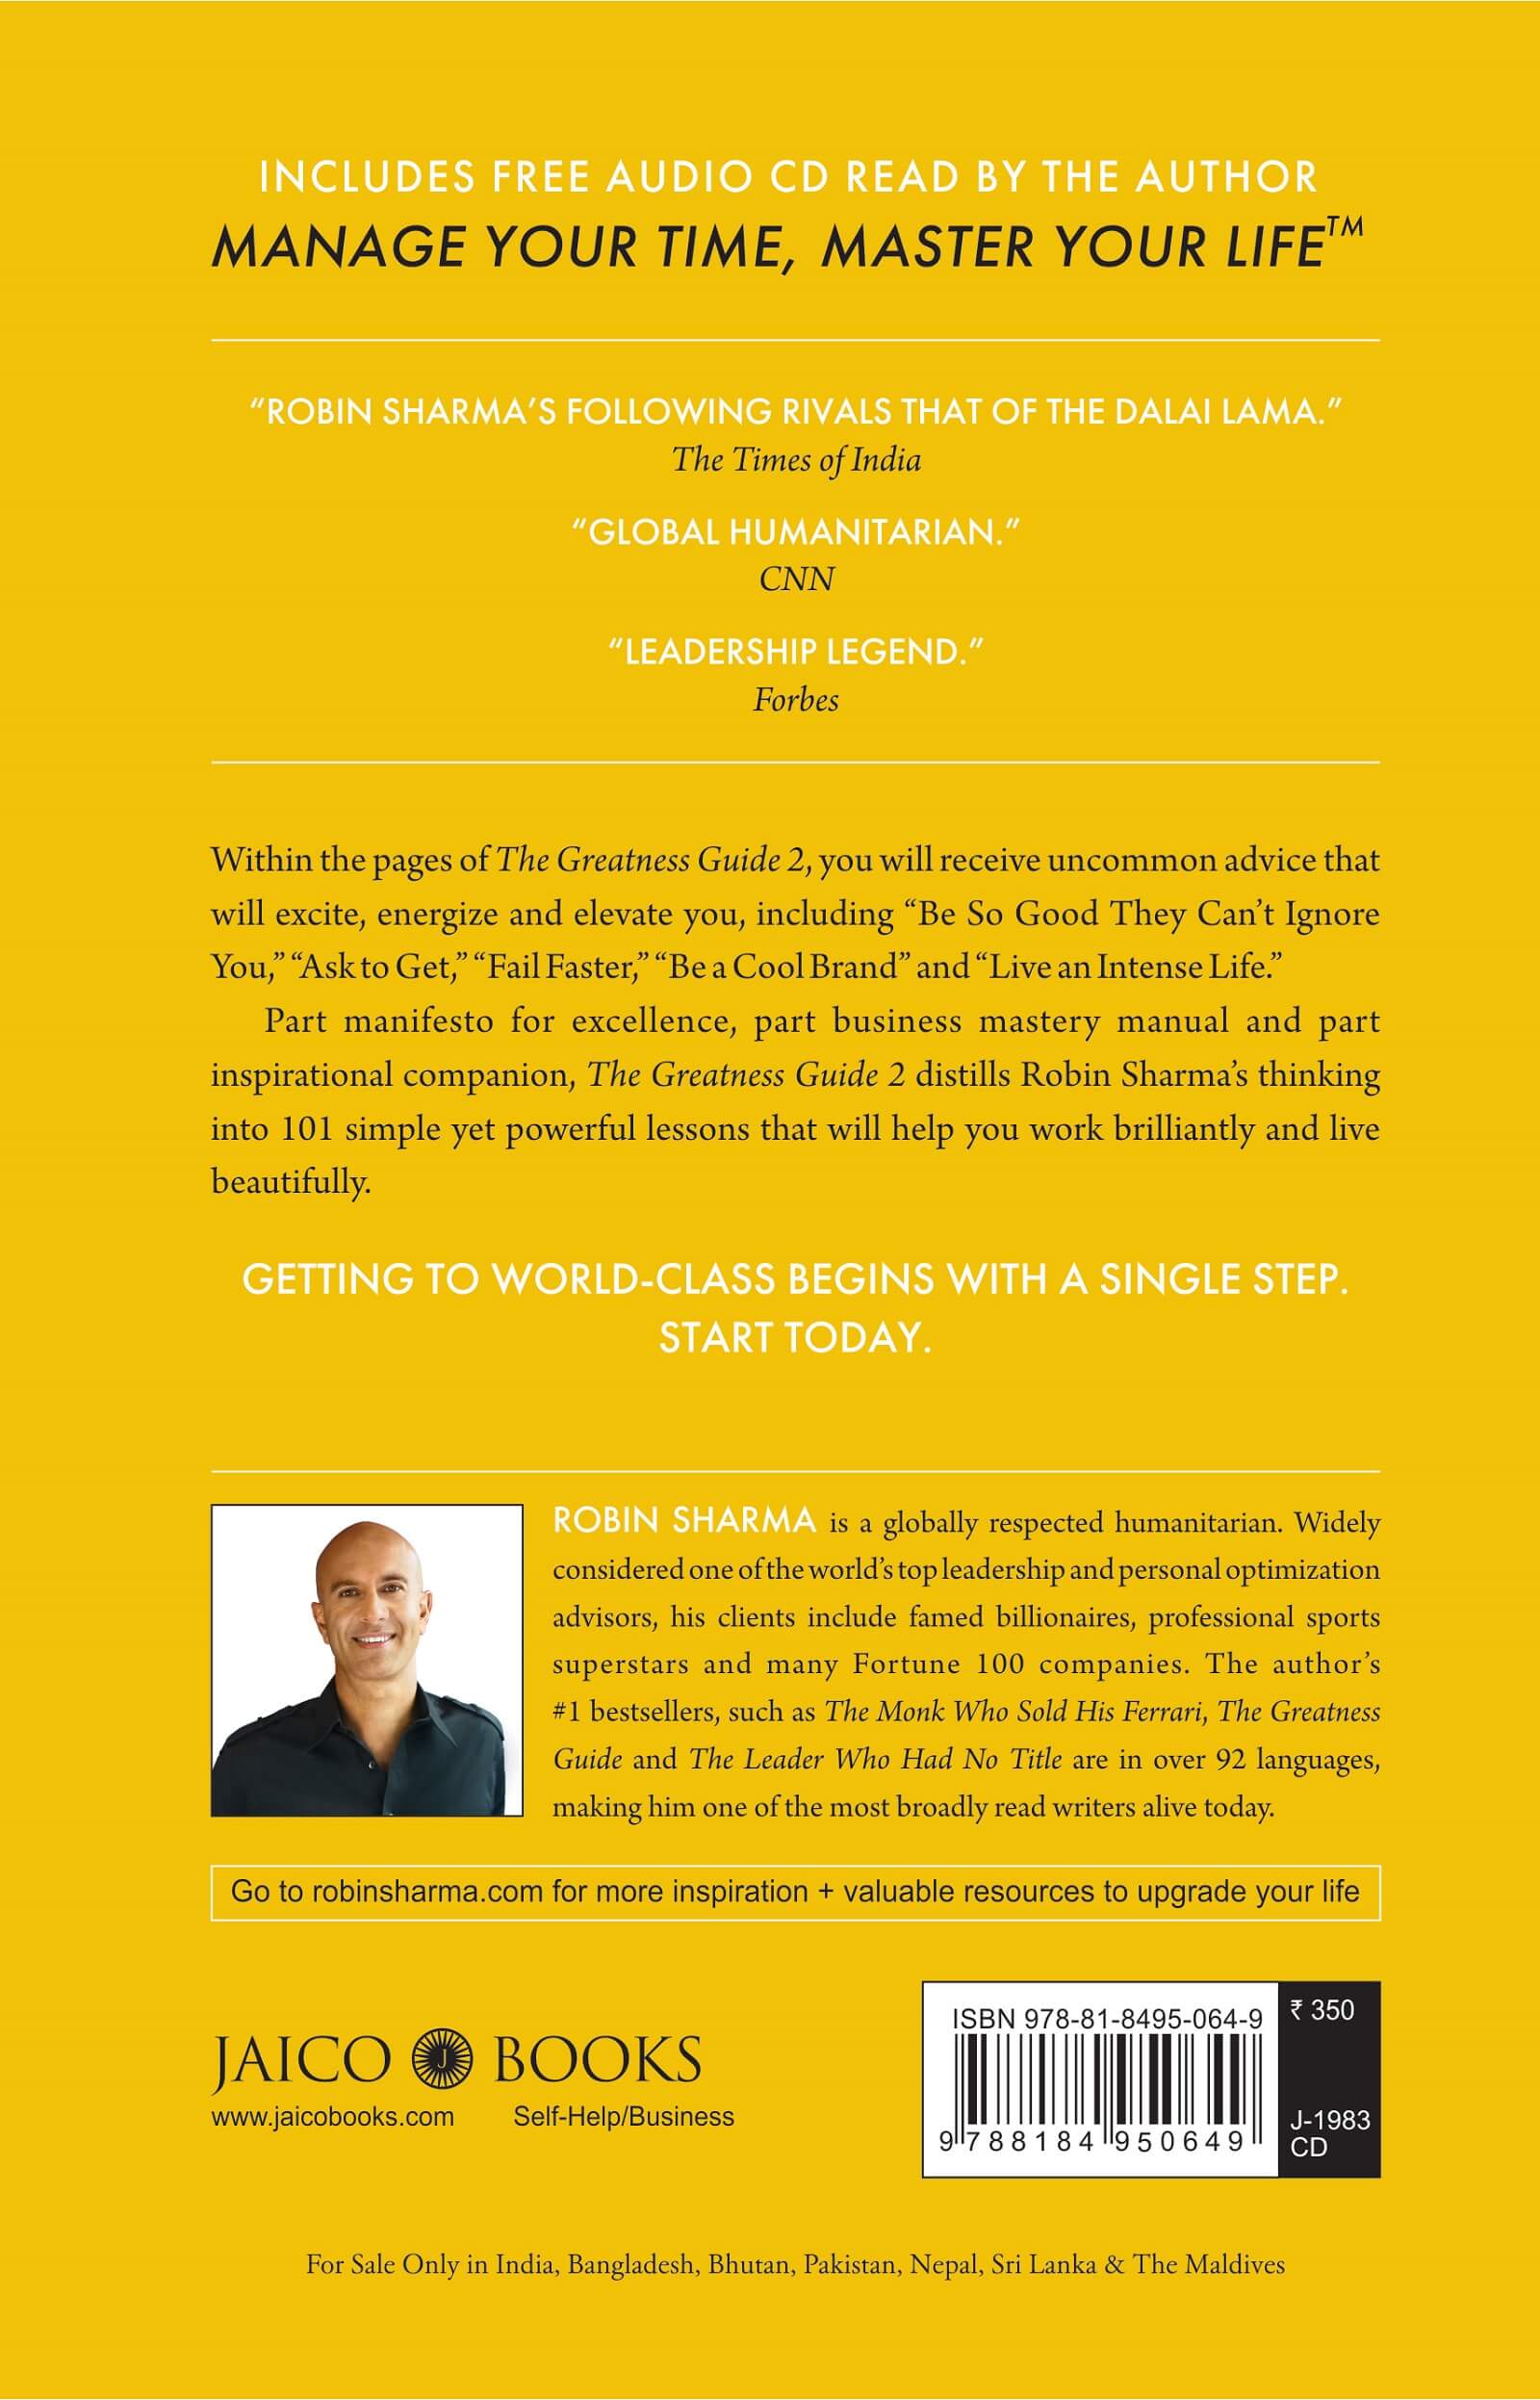 INCLUDES FREE AUDIO CD READ BY THE AUTHOR
MANAGE YOUR TIME, MASTER YOUR LIFE™
“ROBIN SHARMA’S FOLLOWING RIVALS THAT OF THE DALAI LAMA.”
The Times of India
“GLOBAL HUMANITARIAN.”
CNN
“LEADERSHIP LEGEND.”
Forbes
Within the pages of The Greatness Guide 2, you will receive uncommon advice that
will excite, energize and elevate you, including “Be So Good They Can’t Ignore
You,” “Ask to Get,” “Fail Faster,” “Be a Cool Brand” and “Live an Intense Life.”
Part manifesto for excellence, part business mastery manual and part
inspirational companion, The Greatness Guide 2 distills Robin Sharma’s thinking
into 101 simple yet powerful lessons that will help you work brilliantly and live
beautifully.
GETTING TO WORLD-CLASS BEGINS WITH A SINGLE STEP.
START TODAY.
ROBIN SHARMA is a globally respected humanitarian. Widely
considered one of the world’s top leadership and personal optimization
advisors, his clients include famed billionaires, professional sports
superstars and many Fortune 100 companies. The author’s
#1 bestsellers, such as The Monk Who Sold His Ferrari, The Greatness
Guide and The Leader Who Had No Title are in over 92 languages,
making him one of the most broadly read writers alive today.
Go to robinsharma.com for more inspiration + valuable resources to upgrade your life
JAICO J BOOKS
www.jaicobooks.com Self-Help/Business
ISBN 978-81-8495-064-9
9 788184 950649
₹ 350
J-1983
CD
For Sale Only in India, Bangladesh, Bhutan, Pakistan, Nepal, Sri Lanka & The Maldives